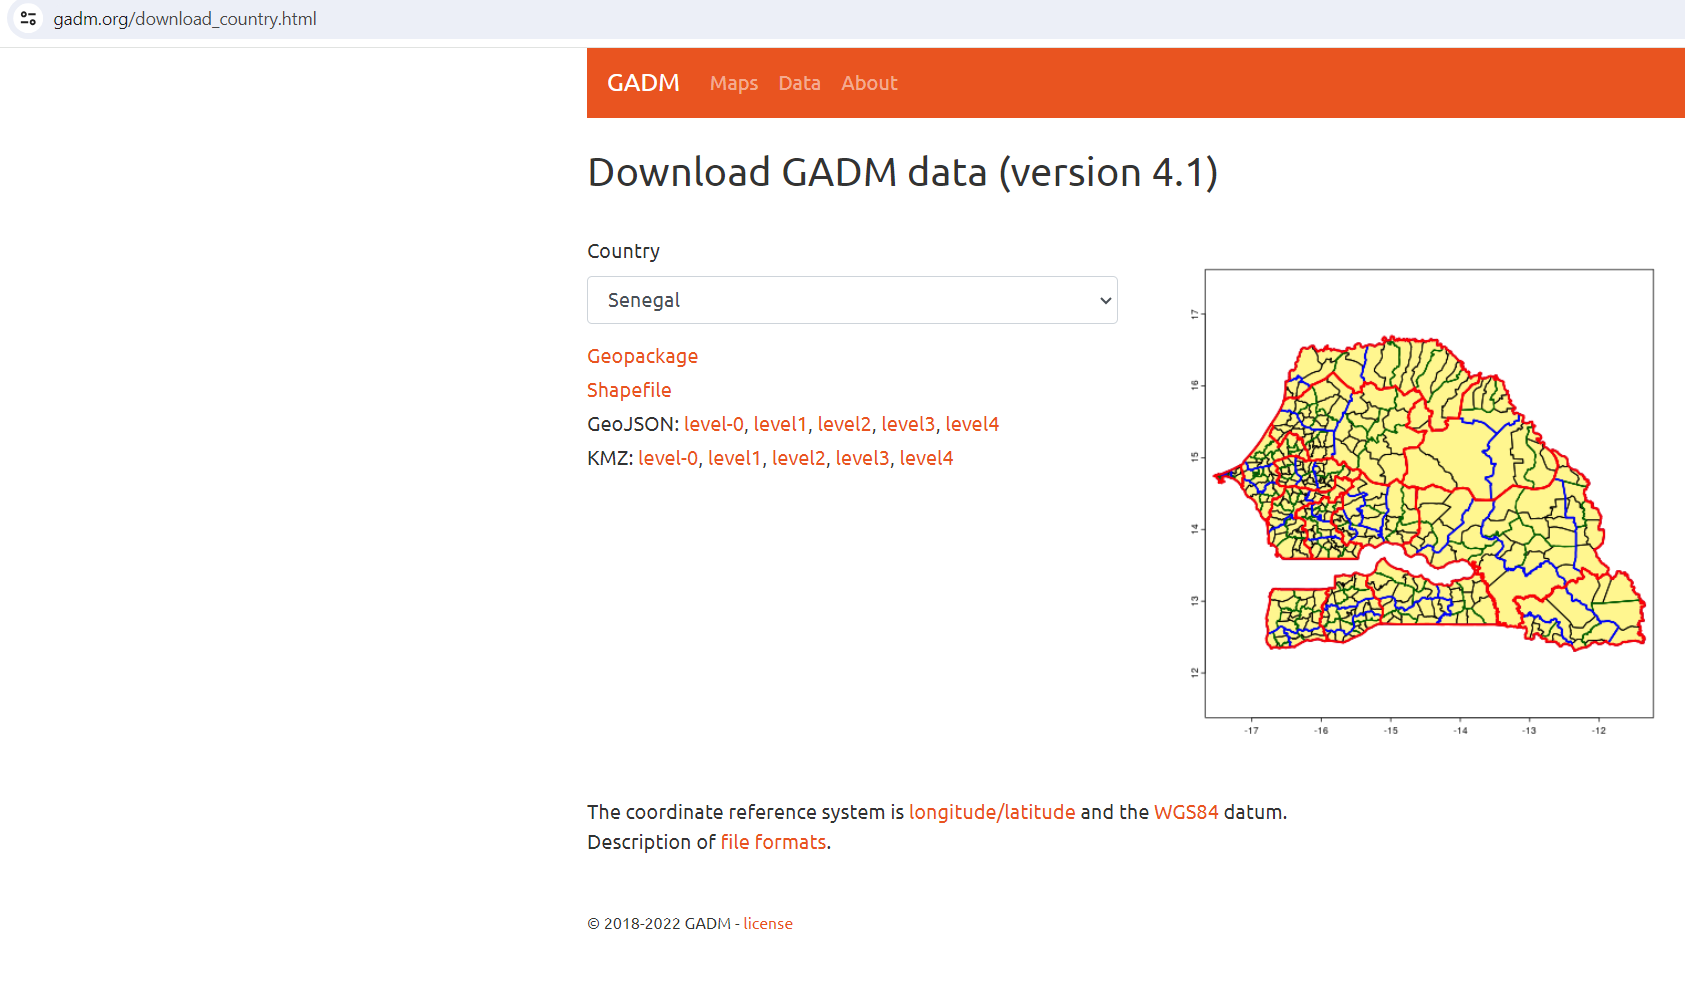 gadm.org/download_country.html
GADM Maps Data About
Download GADM data (version 4.1)
Country
Senegal
Geopackage
Shapefile
GeoJSON: level-0, level1, level2, level3, level4
KMZ: level-0, level1, level2, level3, level4
17
16
15
14
13
12
-17 -16 -15 -14 -13 -12
The coordinate reference system is longitude/latitude and the WGS84 datum.
Description of file formats.
© 2018-2022 GADM - license